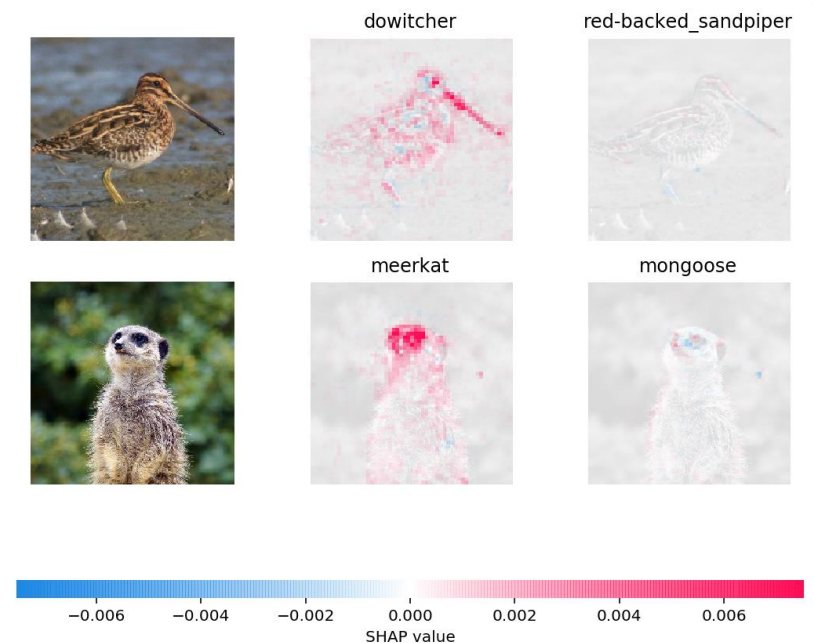 dowitcher
red-backed_sandpiper
meerkat
mongoose
−0.006 −0.004 −0.002 0.000 0.002 0.004 0.006
SHAP value